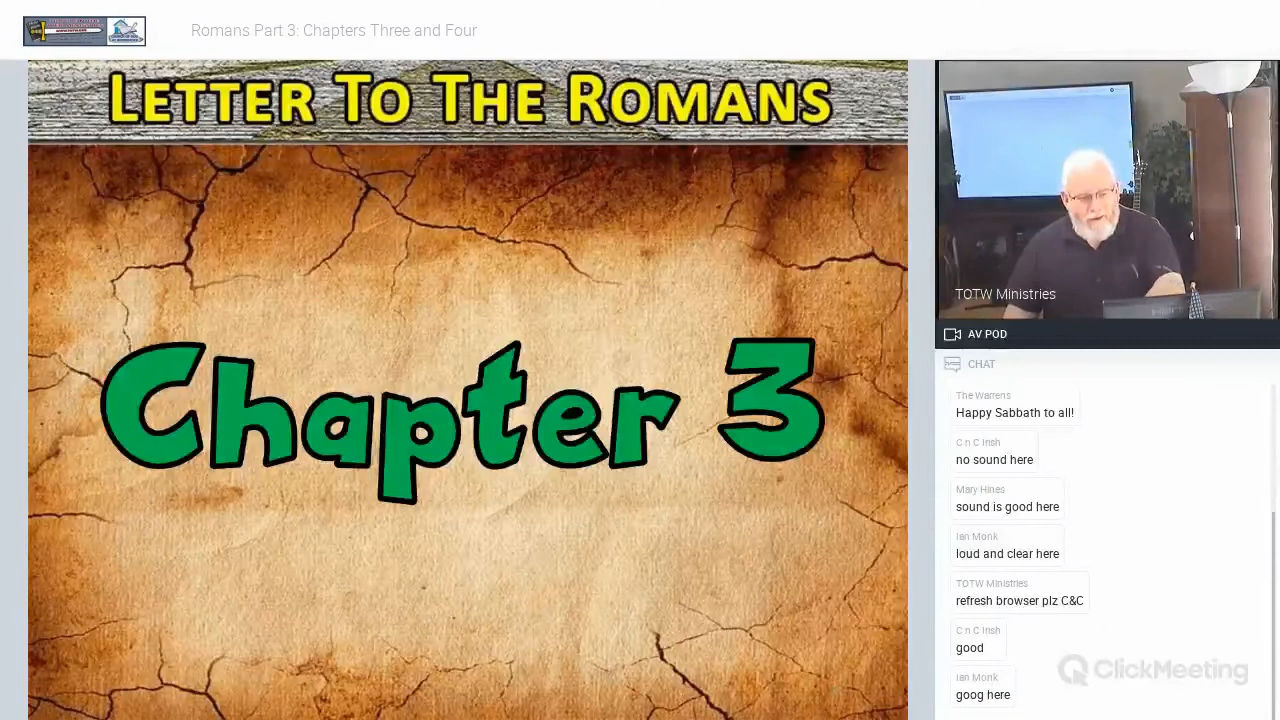 Romans Part 3: Chapters Three and Four
LETTER TO THE ROMANS
Chapter 3
TOTW Ministries
AV POD
CHAT
The Warrens
Happy Sabbath to all!
C n C Irish
no sound here
Mary Hines
sound is good here
Ian Monk
loud and clear here
TOTW Ministries
refresh browser plz C&C
C n C Irish
good
Ian Monk
goog here
ClickMeeting